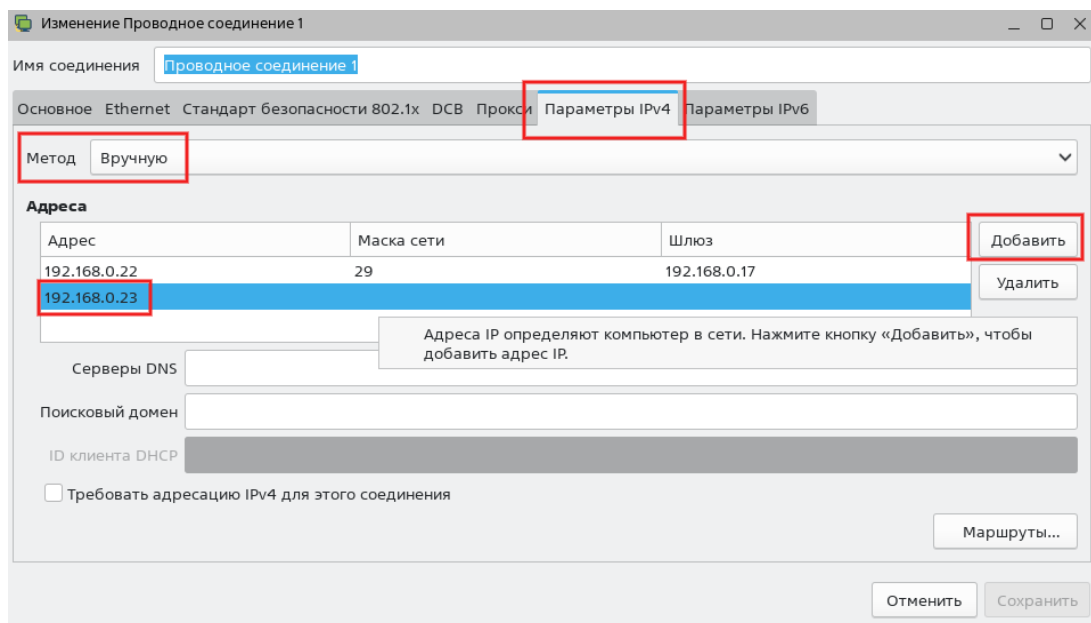 Изменение Проводное соединение 1
Имя соединения Проводное соединение 1
Основное Ethernet Стандарт безопасности 802.1x DCB Прокси Параметры IPv4 Параметры IPv6
Метод Вручную
Адреса
Адрес Маска сети Шлюз Добавить
192.168.0.22 29 192.168.0.17
Удалить
192.168.0.23
Адреса IP определяют компьютер в сети. Нажмите кнопку «Добавить», чтобы
добавить адрес IP.
Серверы DNS
Поисковый домен
ID клиента DHCP
Требовать адресацию IPv4 для этого соединения
Маршруты...
Отменить Сохранить